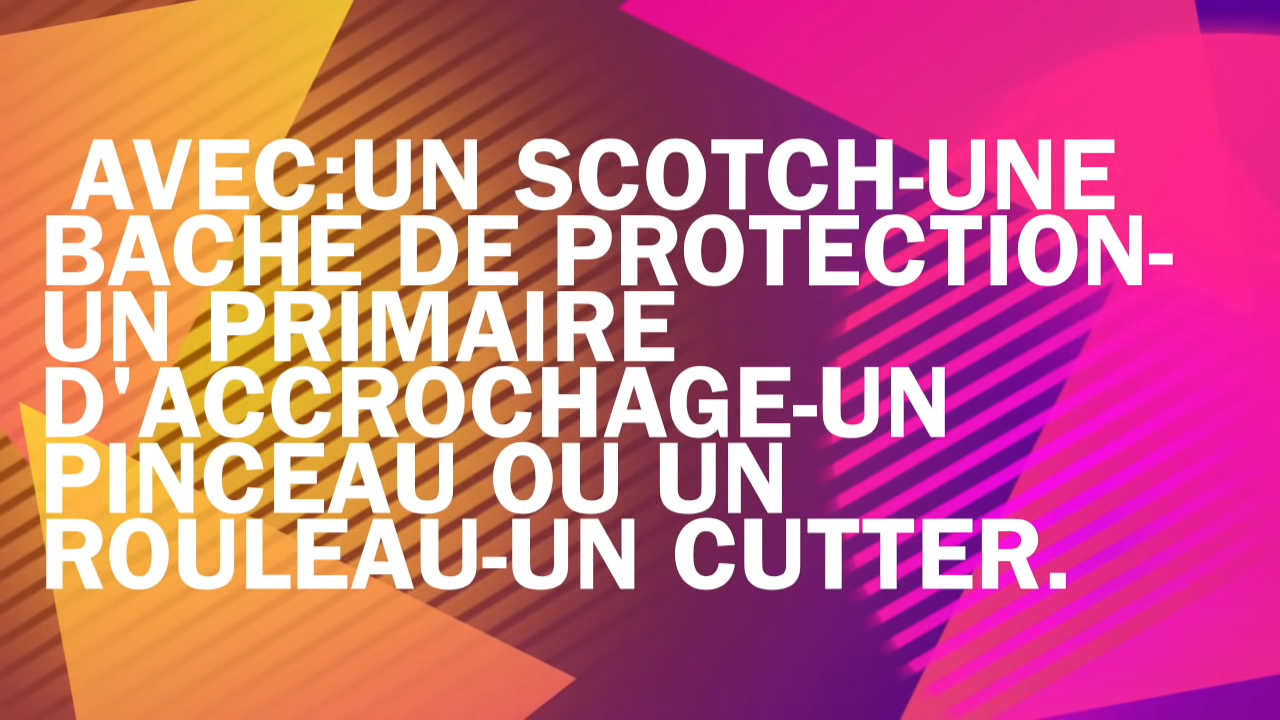 AVEC:UN SCOTCH-UNE
BACHE DE PROTECTION-
UN PRIMAIRE
D'ACCROCHAGE-UN
PINCEAU OU UN
ROULEAU-UN CUTTER.